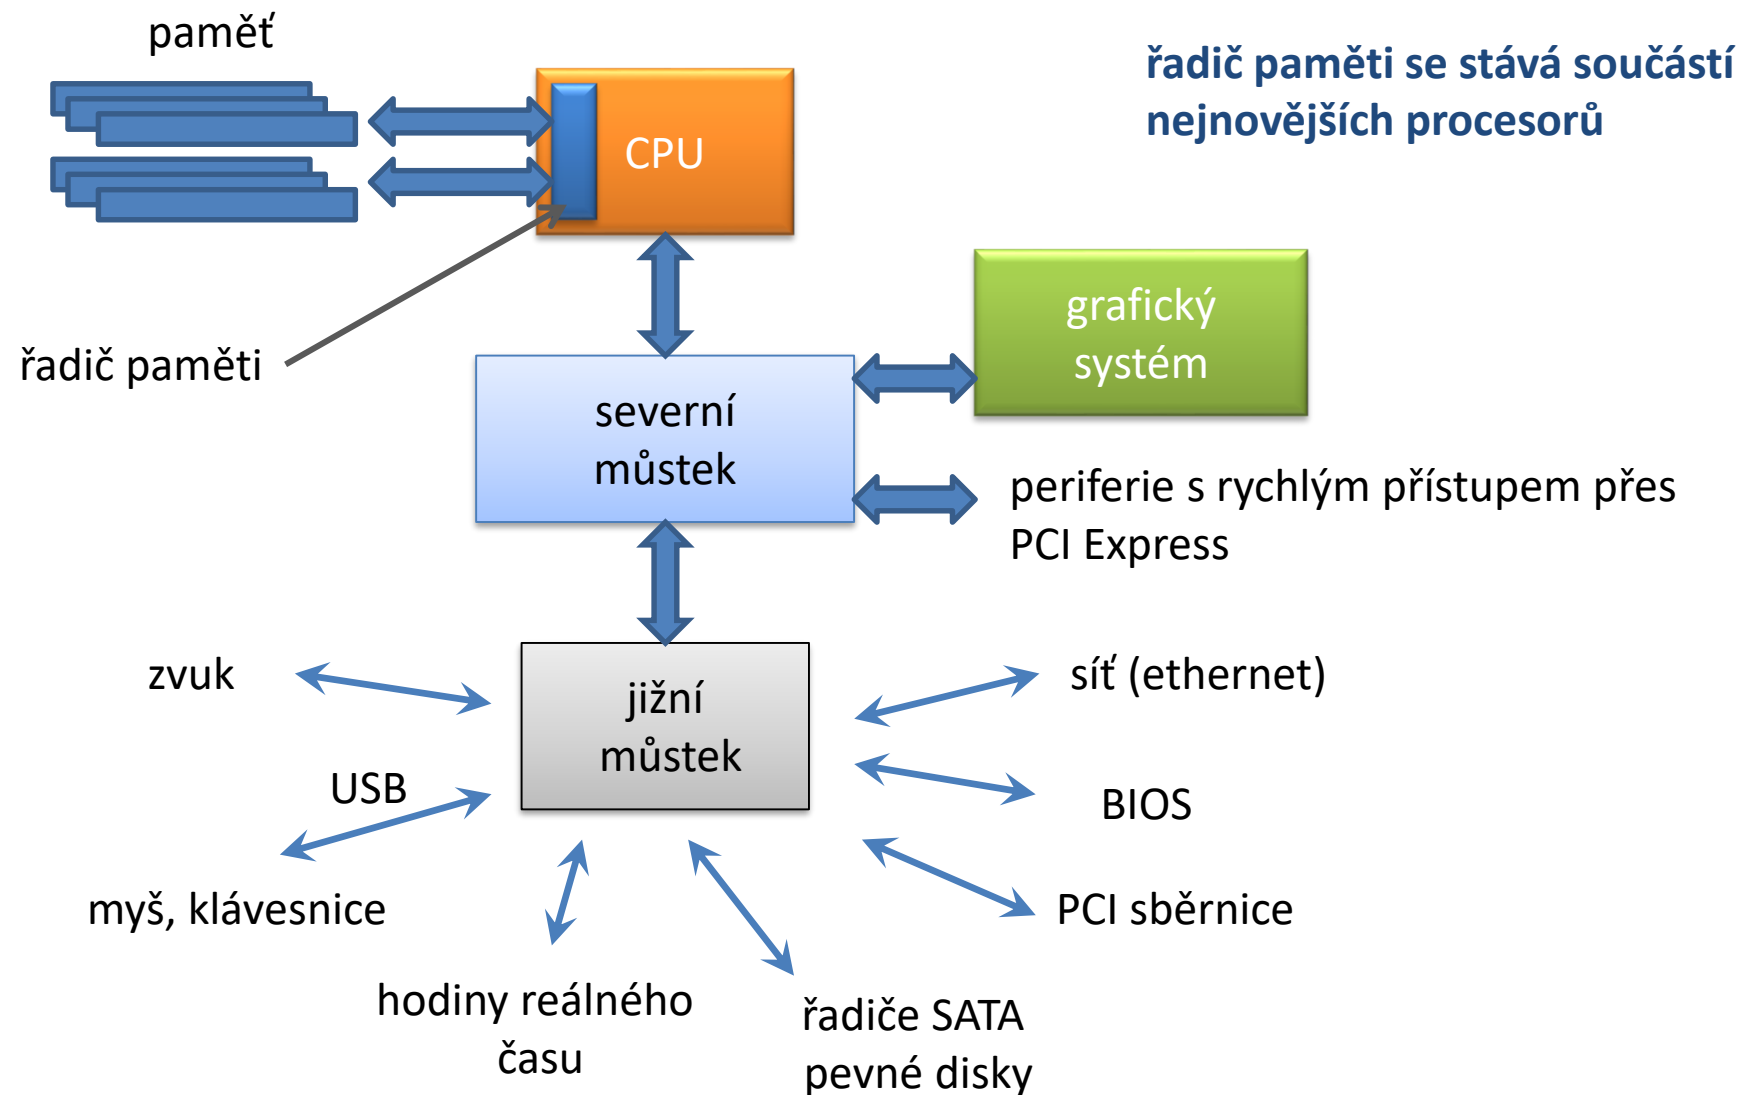 paměť
řadič paměti se stává součástí
nejnovějších procesorů
CPU
grafický
systém
řadič paměti
severní
můstek
periferie s rychlým přístupem přes
PCI Express
zvuk
jižní
můstek
síť (ethernet)
USB
BIOS
myš, klávesnice
PCI sběrnice
hodiny reálného
času
řadiče SATA
pevné disky